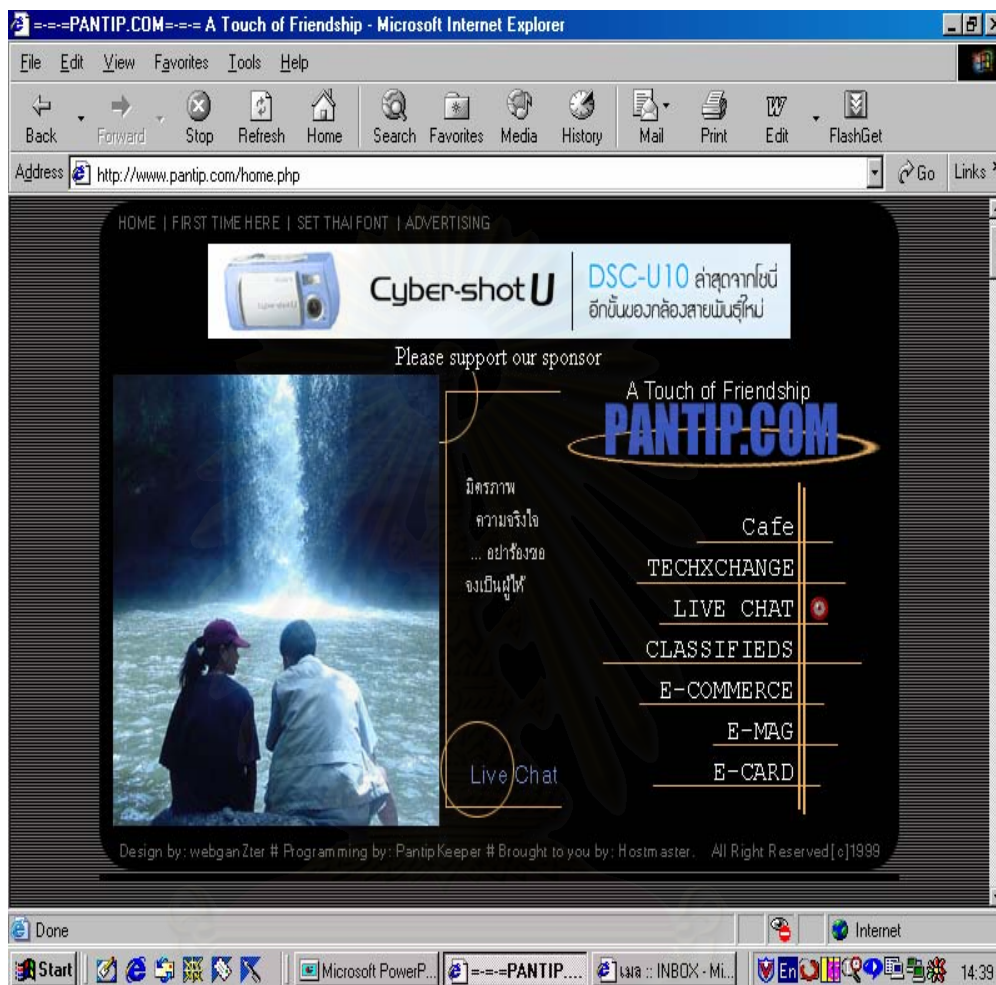 =-=-=PANTIP.COM=-=-= A Touch of Friendship - Microsoft Internet Explorer
File Edit View Favorites Tools Help
Back Forward Stop Refresh Home Search Favorites Media History Mail Print Edit FlashGet
Address http://www.pantip.com/home.php Go Links
HOME | FIRST TIME HERE | SET THAI FONT | ADVERTISING
Cyber-shot U
DSC-U10 ล่าสุดจากโซนี่
อีกขั้นของกล้องสายพันธุ์ใหม่
Please support our sponsor
A Touch of Friendship
PANTIP.COM
มิตรภาพ
ความจริงใจ
... อย่าร้องขอ
จงเป็นผู้ให้
Cafe
TECHXCHANGE
LIVE CHAT
CLASSIFIEDS
E-COMMERCE
E-MAG
E-CARD
Live Chat
Design by: webganZter # Programming by: PantipKeeper # Brought to you by: Hostmaster. All Right Reserved[c]1999
Done Internet
Start Microsoft PowerP... =-=-=PANTIP.... เมล :: INBOX - Mi... En 14:39